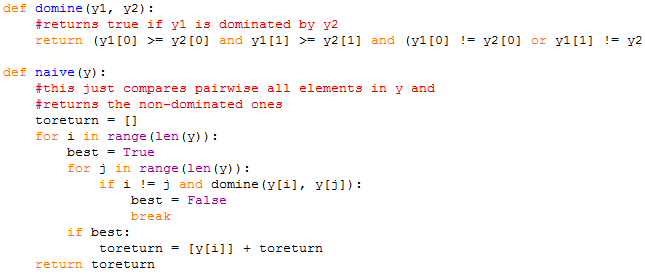 def domine(y1, y2):
    #returns true if y1 is dominated by y2
    return (y1[0] >= y2[0] and y1[1] >= y2[1] and (y1[0] != y2[0] or y1[1] != y2
def naive(y):
    #this just compares pairwise all elements in y and
    #returns the non-dominated ones
    toreturn = []
    for i in range(len(y)):
        best = True
        for j in range(len(y)):
            if i != j and domine(y[i], y[j]):
                best = False
                break
        if best:
            toreturn = [y[i]] + toreturn
    return toreturn